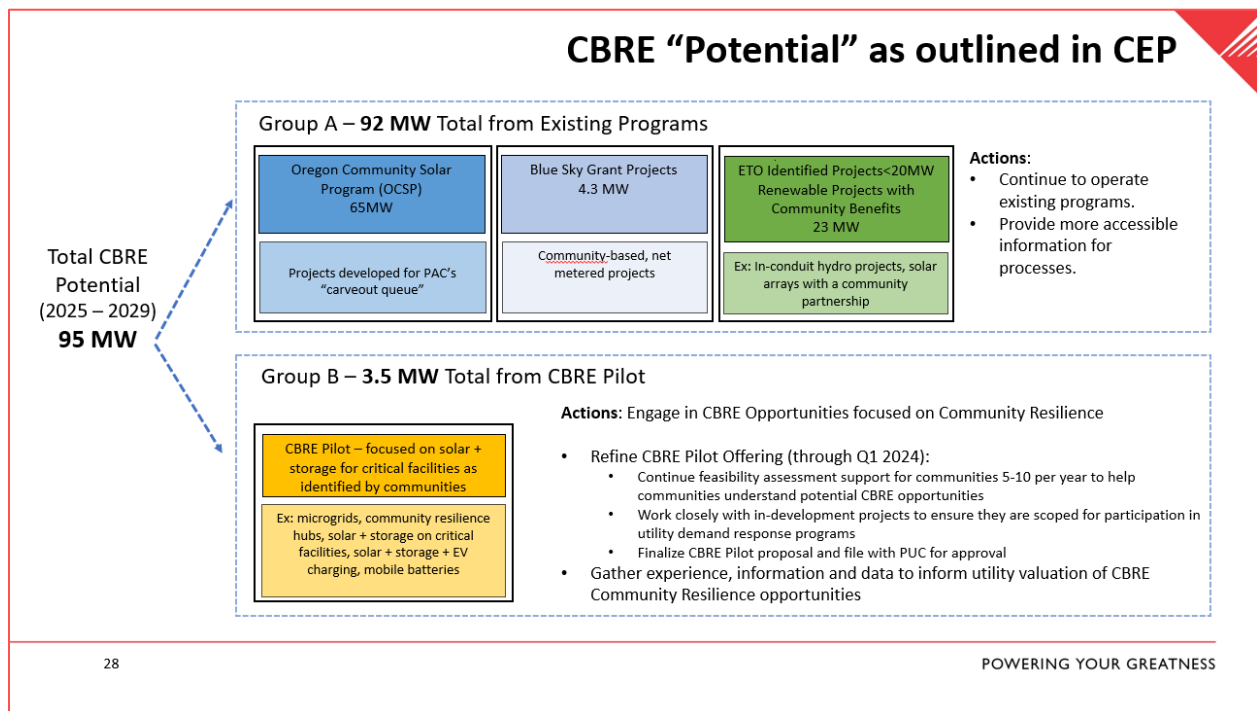 CBRE “Potential” as outlined in CEP
Total CBRE
Potential
(2025 – 2029)
95 MW
Group A – 92 MW Total from Existing Programs
Oregon Community Solar
Program (OCSP)
65MW
Projects developed for PAC’s
“carveout queue”
Blue Sky Grant Projects
4.3 MW
Community-based, net
metered projects
ETO Identified Projects<20MW
Renewable Projects with
Community Benefits
23 MW
Ex: In-conduit hydro projects, solar
arrays with a community
partnership
Actions:
• Continue to operate
existing programs.
• Provide more accessible
information for
processes.
Group B – 3.5 MW Total from CBRE Pilot
CBRE Pilot – focused on solar +
storage for critical facilities as
identified by communities
Ex: microgrids, community resilience
hubs, solar + storage on critical
facilities, solar + storage + EV
charging, mobile batteries
Actions: Engage in CBRE Opportunities focused on Community Resilience
• Refine CBRE Pilot Offering (through Q1 2024):
• Continue feasibility assessment support for communities 5-10 per year to help
communities understand potential CBRE opportunities
• Work closely with in-development projects to ensure they are scoped for participation in
utility demand response programs
• Finalize CBRE Pilot proposal and file with PUC for approval
• Gather experience, information and data to inform utility valuation of CBRE
Community Resilience opportunities
28
POWERING YOUR GREATNESS